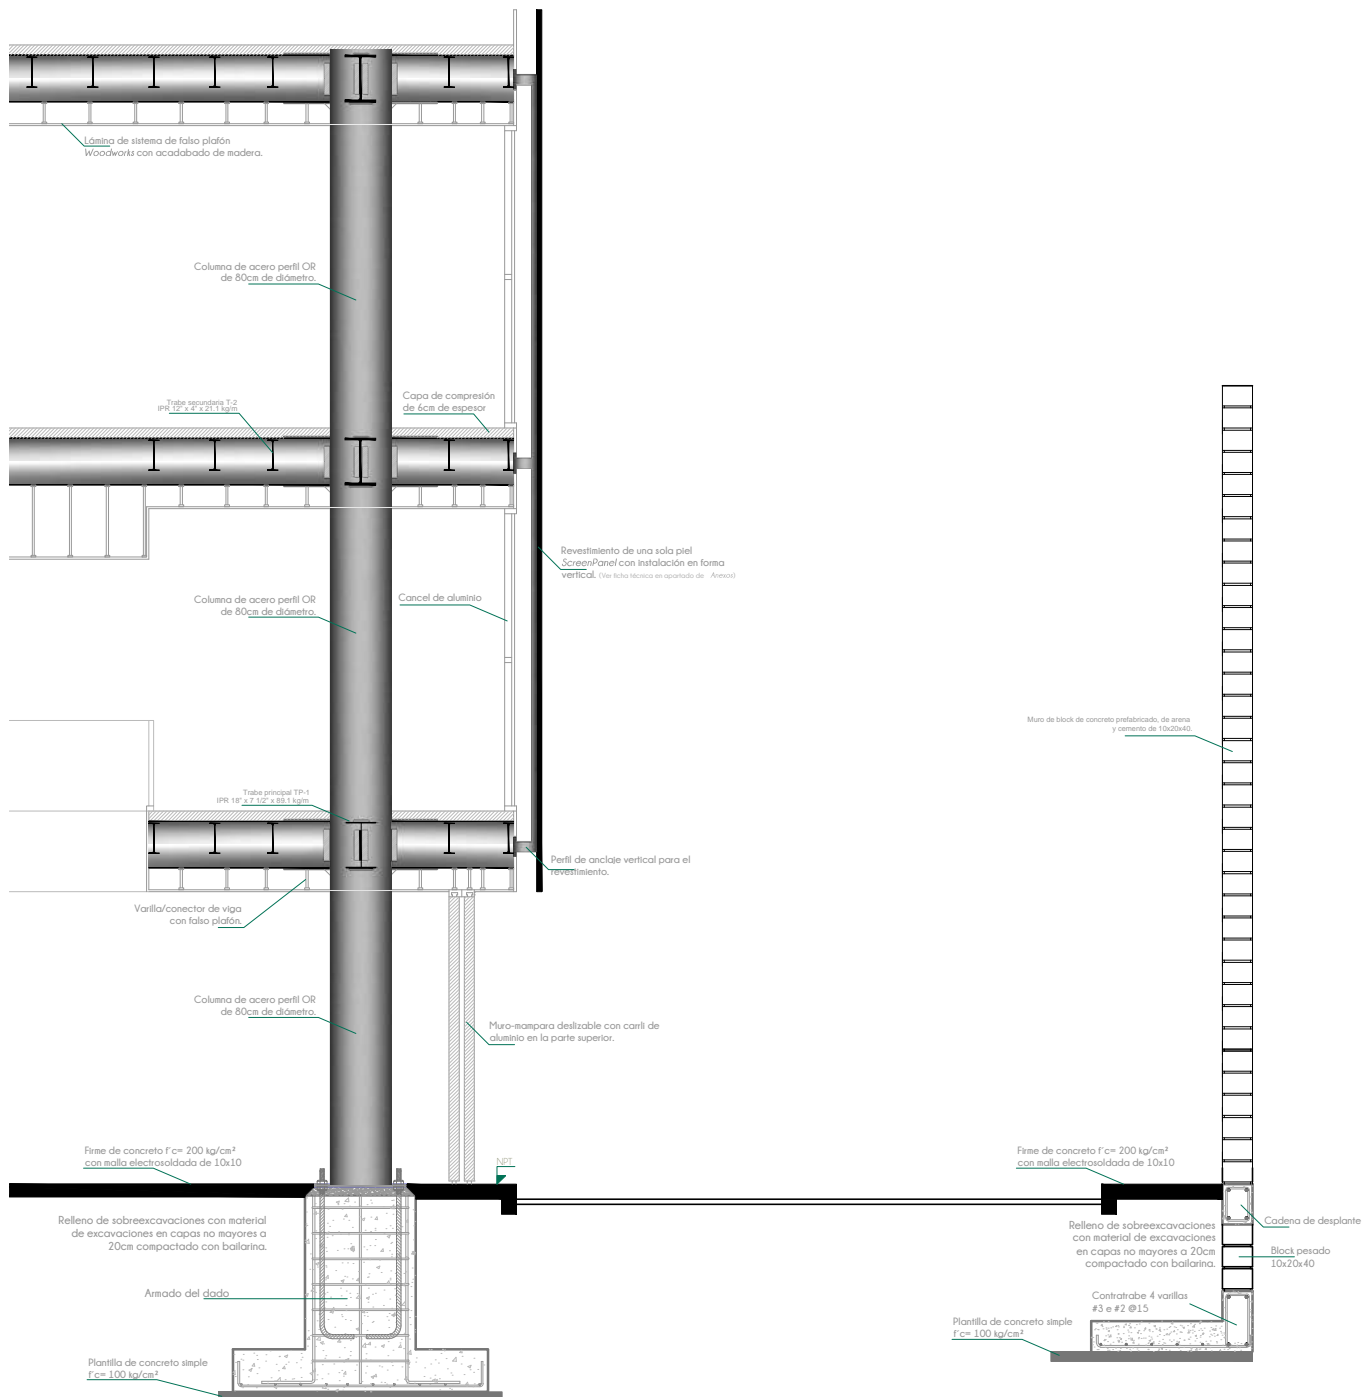 Lámina de sistema de falso plafón
Woodworks con acadabado de madera.
Columna de acero perfil OR
de 80cm de diámetro.
Trabe secundaria T-2
IPR 12" x 4" x 21.1 kg/m
Capa de compresión
de 6cm de espesor
Revestimiento de una sola piel
ScreenPanel con instalación en forma
vertical. (Ver ficha técnica en apartado de Anexos)
Columna de acero perfil OR
de 80cm de diámetro.
Cancel de aluminio
Muro de block de concreto prefabricado, de arena
y cemento de 10x20x40.
Trabe principal TP-1
IPR 18" x 7 1/2" x 89.1 kg/m
Perfil de anclaje vertical para el
revestimiento.
Varilla/conector de viga
con falso plafón.
Columna de acero perfil OR
de 80cm de diámetro.
Muro-mampara deslizable con carrli de
aluminio en la parte superior.
Firme de concreto f'c= 200 kg/cm²
con malla electrosoldada de 10x10
NPT
Firme de concreto f'c= 200 kg/cm²
con malla electrosoldada de 10x10
Relleno de sobreexcavaciones con material
de excavaciones en capas no mayores a
20cm compactado con bailarina.
Relleno de sobreexcavaciones
con material de excavaciones
en capas no mayores a 20cm
compactado con bailarina.
Cadena de desplante
Block pesado
10x20x40
Armado del dado
Contratrabe 4 varillas
#3 e #2 @15
Plantilla de concreto simple
f'c= 100 kg/cm²
Plantilla de concreto simple
f'c= 100 kg/cm²